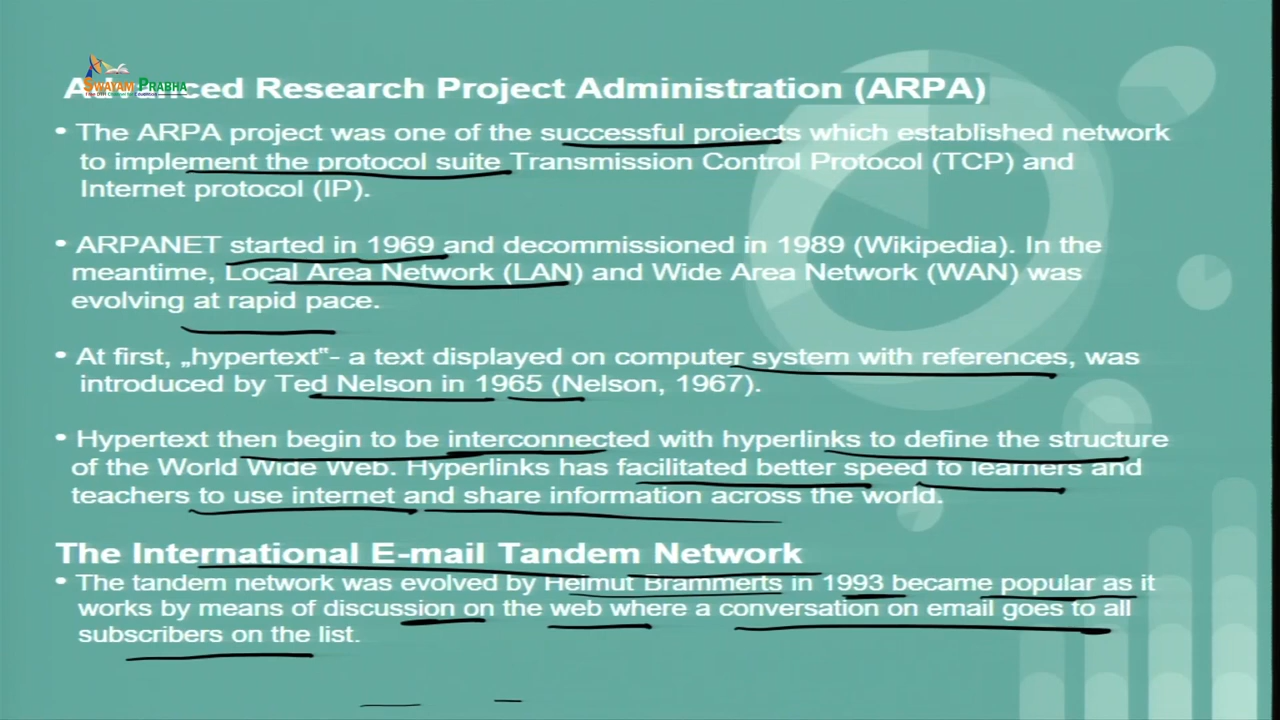 SWAYAM PRABHA
Advanced Research Project Administration (ARPA)
• The ARPA project was one of the successful projects which established network
to implement the protocol suite Transmission Control Protocol (TCP) and
Internet protocol (IP).
• ARPANET started in 1969 and decommissioned in 1989 (Wikipedia). In the
meantime, Local Area Network (LAN) and Wide Area Network (WAN) was
evolving at rapid pace.
• At first, „hypertext‟- a text displayed on computer system with references, was
introduced by Ted Nelson in 1965 (Nelson, 1967).
• Hypertext then begin to be interconnected with hyperlinks to define the structure
of the World Wide Web. Hyperlinks has facilitated better speed to learners and
teachers to use internet and share information across the world.
The International E-mail Tandem Network
• The tandem network was evolved by Helmut Brammerts in 1993 became popular as it
works by means of discussion on the web where a conversation on email goes to all
subscribers on the list.